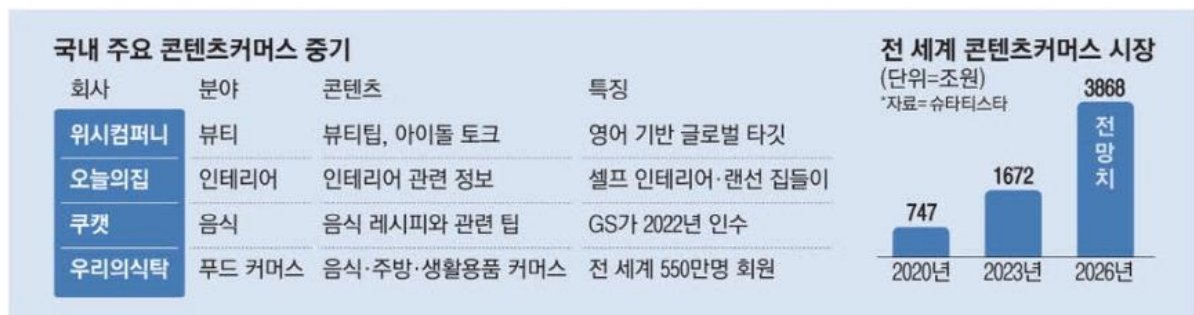 국내 주요 콘텐츠커머스 중기
회사 분야 콘텐츠 특징
위시컴퍼니 뷰티 뷰티팁, 아이돌 토크 영어 기반 글로벌 타깃
오늘의집 인테리어 인테리어 관련 정보 셀프 인테리어·랜선 집들이
쿠캣 음식 음식 레시피와 관련 팁 GS가 2022년 인수
우리의식탁 푸드 커머스 음식·주방·생활용품 커머스 전 세계 550만명 회원
전 세계 콘텐츠커머스 시장
(단위=조원)
*자료=슈타티스타
747
1672
3868
전망치
2020년 2023년 2026년